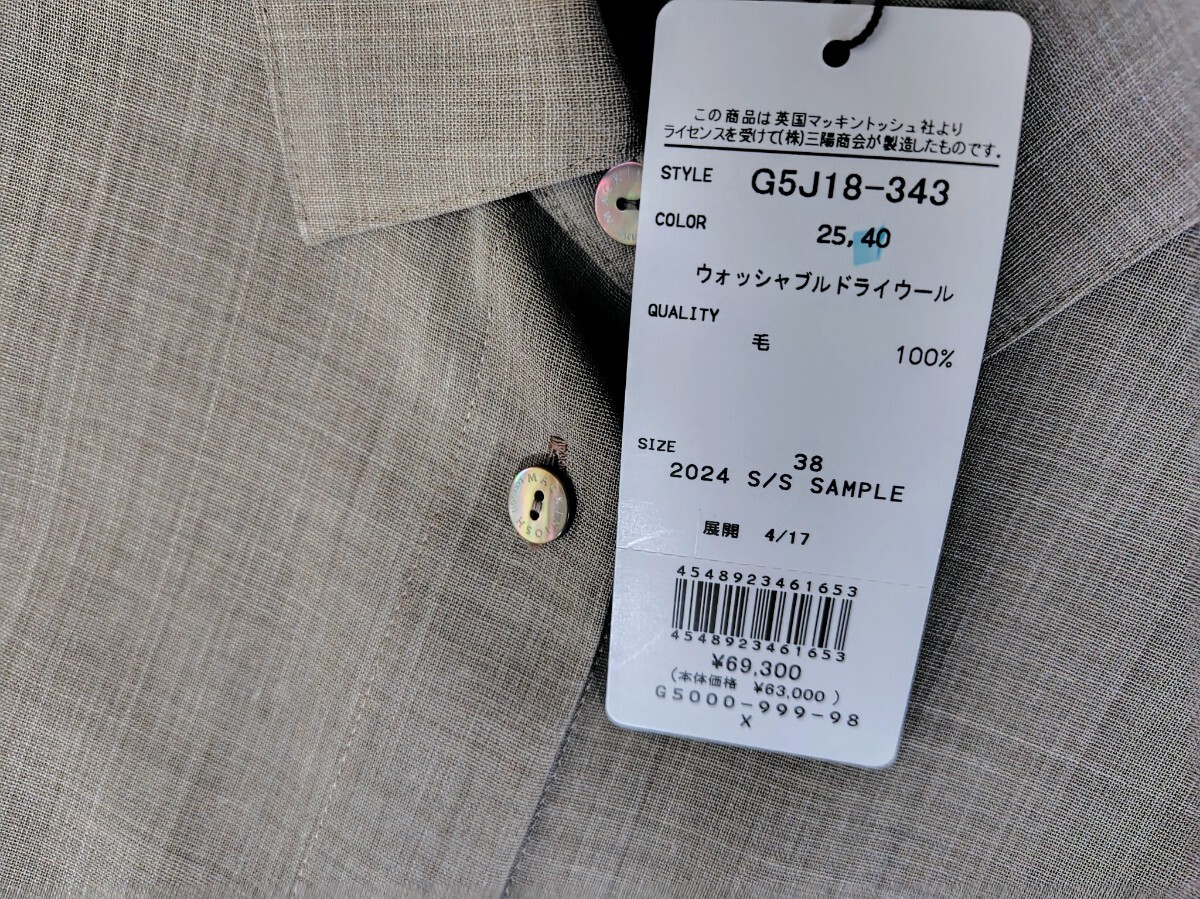 この商品は英国マッキントッシュ社より
ライセンスを受けて(株)三陽商会が製造したものです。
STYLE G5J18-343
COLOR 25,40
ウォッシャブルドライウール
QUALITY
毛 100%
SIZE 38
2024 S/S SAMPLE
展開 4/17
4548923461653
4548923461653
¥69,300
(本体価格 ¥63,000)
G5000-999-98
X
MACKINTOSH